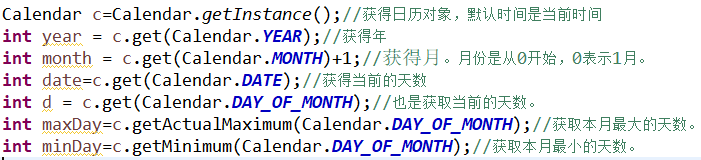 Calendar c=Calendar.getInstance();//获得日历对象，默认时间是当前时间
int year = c.get(Calendar.YEAR);//获得年
int month = c.get(Calendar.MONTH)+1;//获得月。月份是从0开始，0表示1月。
int date=c.get(Calendar.DATE);//获得当前的天数
int d = c.get(Calendar.DAY_OF_MONTH);//也是获取当前的天数。
int maxDay=c.getActualMaximum(Calendar.DAY_OF_MONTH);//获取本月最大的天数。
int minDay=c.getMinimum(Calendar.DAY_OF_MONTH);//获取本月最小的天数。